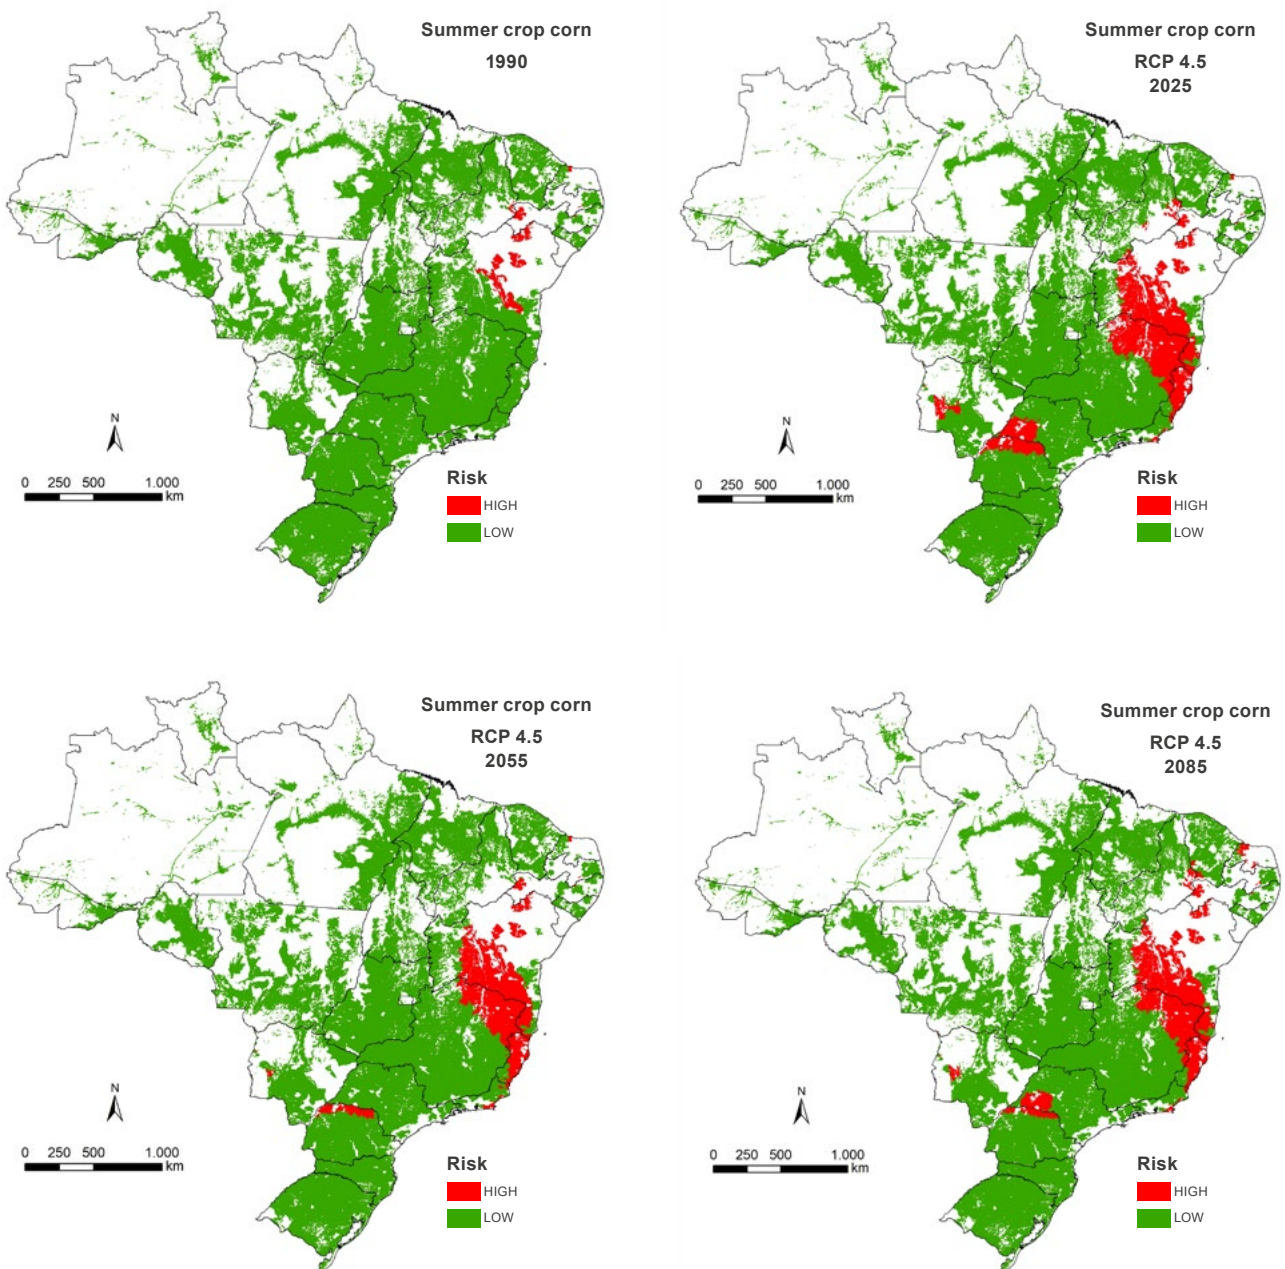 Summer crop corn
1990
N
0 250 500 1.000
km
Risk
HIGH
LOW
Summer crop corn
RCP 4.5
2025
N
0 250 500 1.000
km
Risk
HIGH
LOW
Summer crop corn
RCP 4.5
2055
N
0 250 500 1.000
km
Risk
HIGH
LOW
Summer crop corn
RCP 4.5
2085
N
0 250 500 1.000
km
Risk
HIGH
LOW